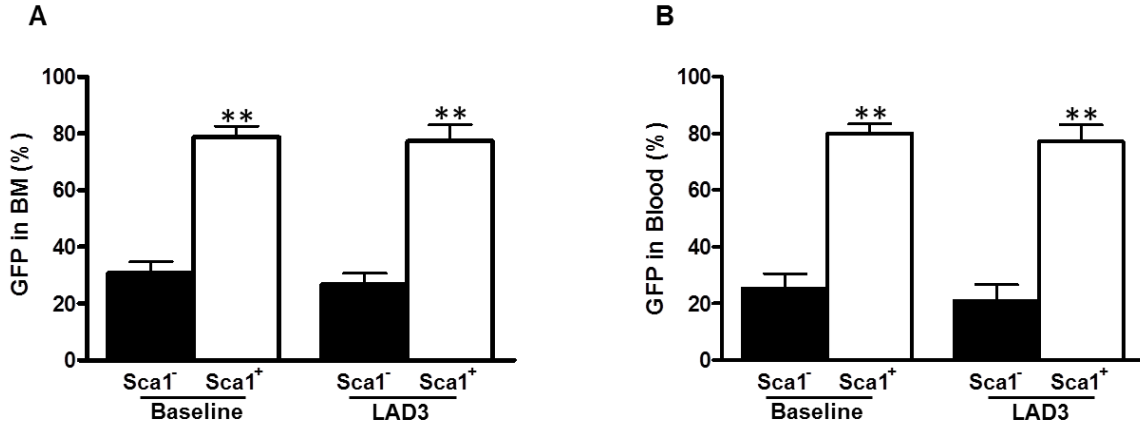 A
GFP in BM (%)
100
80
60
40
20
0
**
**
Sca1⁻ Sca1⁺ Sca1⁻ Sca1⁺
Baseline LAD3
B
GFP in Blood (%)
100
80
60
40
20
0
**
**
Sca1⁻ Sca1⁺ Sca1⁻ Sca1⁺
Baseline LAD3